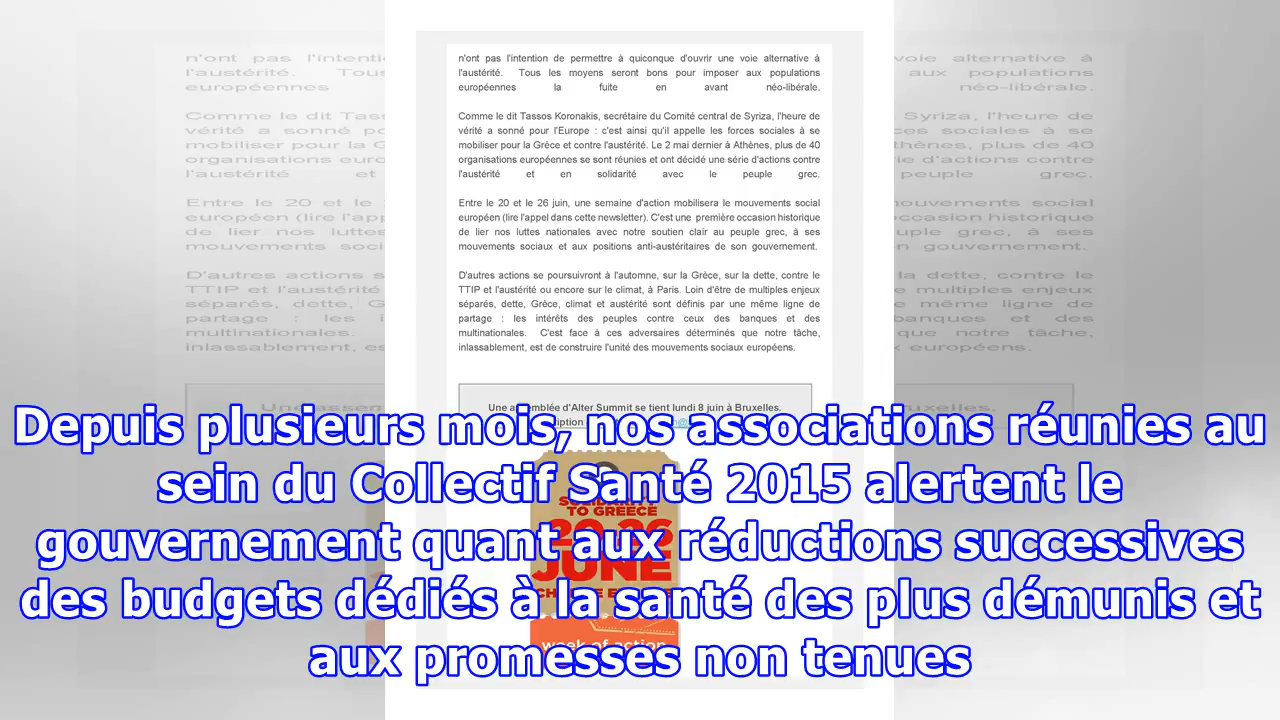 n'ont pas l'intention de permettre à quiconque d'ouvrir une voie alternative à
l'austérité. Tous les moyens seront bons pour imposer aux populations
européennes la fuite en avant néo-libérale.
Comme le dit Tassos Koronakis, secrétaire du Comité central de Syriza, l'heure de
vérité a sonné pour l'Europe : c'est ainsi qu'il appelle les forces sociales à se
mobiliser pour la Grèce et contre l'austérité. Le 2 mai dernier à Athènes, plus de 40
organisations européennes se sont réunies et ont décidé une série d'actions contre
l'austérité et en solidarité avec le peuple grec.
Entre le 20 et le 26 juin, une semaine d'action mobilisera le mouvements social
européen (lire l'appel dans cette newsletter). C'est une première occasion historique
de lier nos luttes nationales avec notre soutien clair au peuple grec, à ses
mouvements sociaux et aux positions anti-austéritaires de son gouvernement.
D'autres actions se poursuivront à l'automne, sur la Grèce, sur la dette, contre le
TTIP et l'austérité ou encore sur le climat, à Paris. Loin d'être de multiples enjeux
séparés, dette, Grèce, climat et austérité sont définis par une même ligne de
partage : les intérêts des peuples contre ceux des banques et des
multinationales. C'est face à ces adversaires déterminés que notre tâche,
inlassablement, est de construire l'unité des mouvements sociaux européens.
Une assemblée d'Alter Summit se tient lundi 8 juin à Bruxelles.
Depuis plusieurs mois, nos associations réunies au
sein du Collectif Santé 2015 alertent le
gouvernement quant aux réductions successives
des budgets dédiés à la santé des plus démunis et
aux promesses non tenues
SOLIDARITY
TO GREECE
20-26
JUNE
week of action